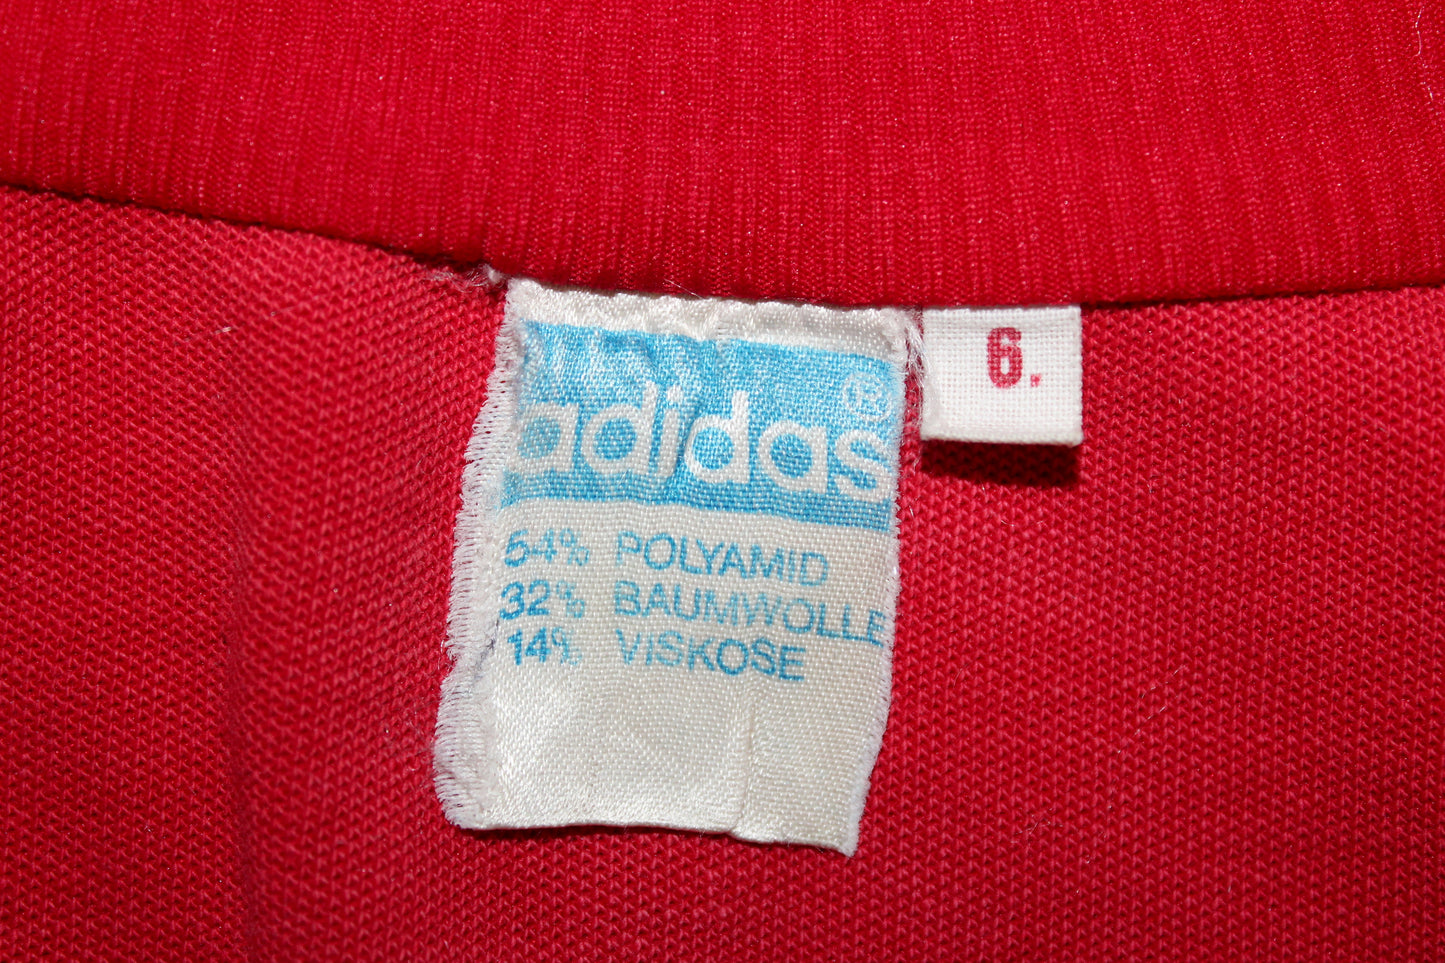 adidas®
54% POLYAMID
32% BAUMWOLLE
14% VISKOSE
6.